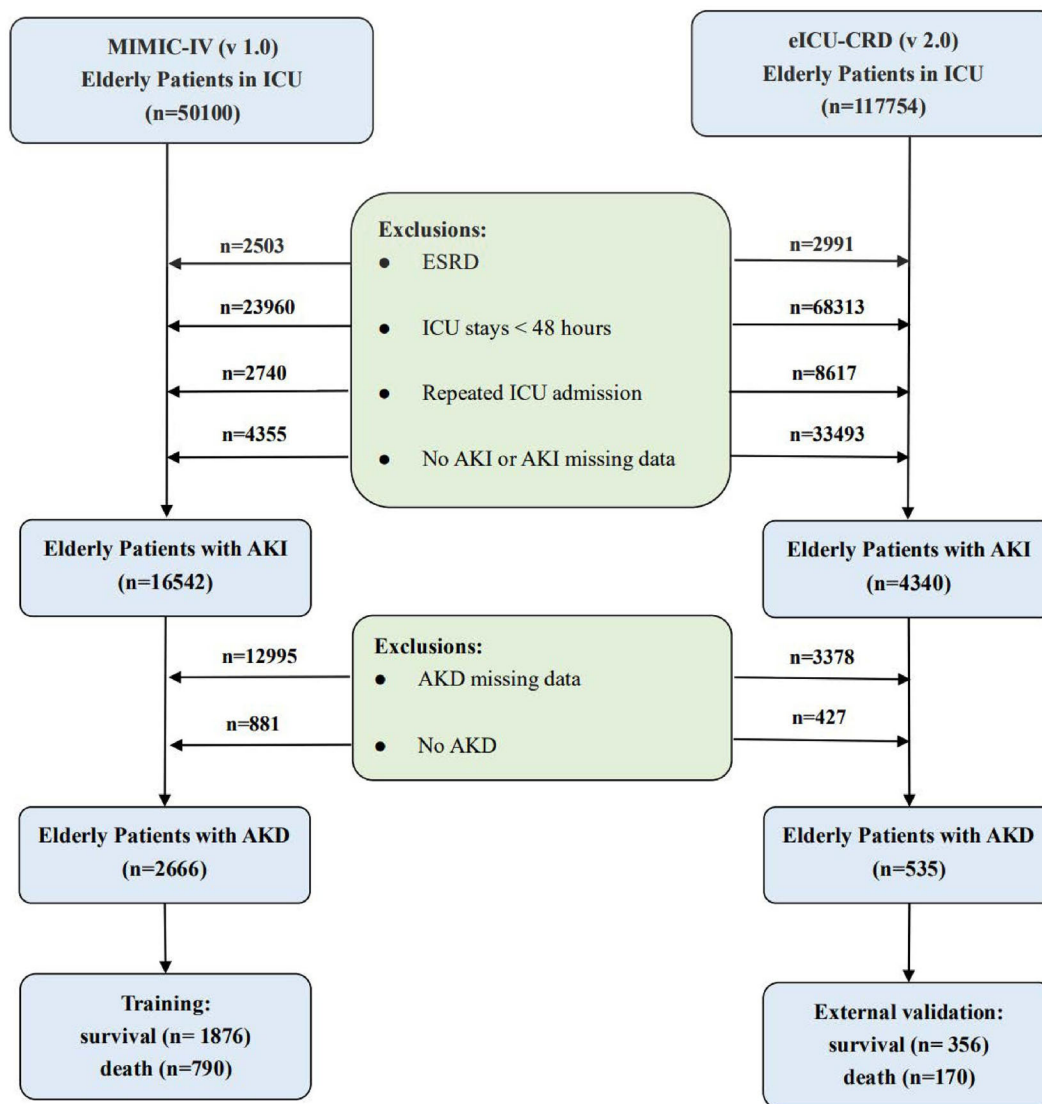 MIMIC-IV (v 1.0)
Elderly Patients in ICU
(n=50100)
eICU-CRD (v 2.0)
Elderly Patients in ICU
(n=117754)
Exclusions:
n=2503
● ESRD
n=2991
n=23960
● ICU stays < 48 hours
n=68313
n=2740
● Repeated ICU admission
n=8617
n=4355
● No AKI or AKI missing data
n=33493
Elderly Patients with AKI
(n=16542)
Elderly Patients with AKI
(n=4340)
Exclusions:
n=12995
● AKD missing data
n=3378
n=881
● No AKD
n=427
Elderly Patients with AKD
(n=2666)
Elderly Patients with AKD
(n=535)
Training:
survival (n= 1876)
death (n=790)
External validation:
survival (n= 356)
death (n=170)